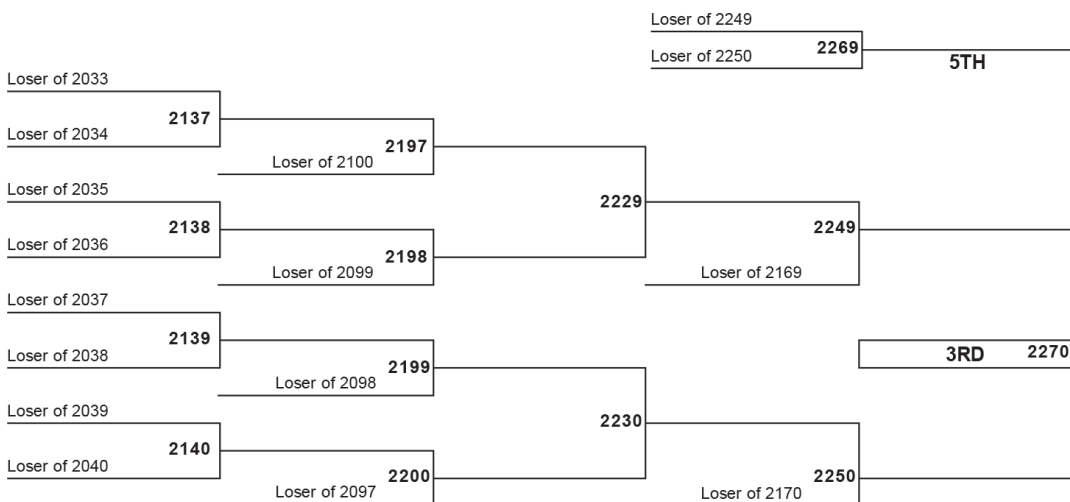 Loser of 2249
2269
Loser of 2250
5TH
Loser of 2033
2137
Loser of 2034
2197
Loser of 2100
Loser of 2035
2229
2138
2249
Loser of 2036
2198
Loser of 2099
Loser of 2169
Loser of 2037
2139
3RD 2270
Loser of 2038
2199
Loser of 2098
Loser of 2039
2230
2140
Loser of 2040
2200
2250
Loser of 2097
Loser of 2170